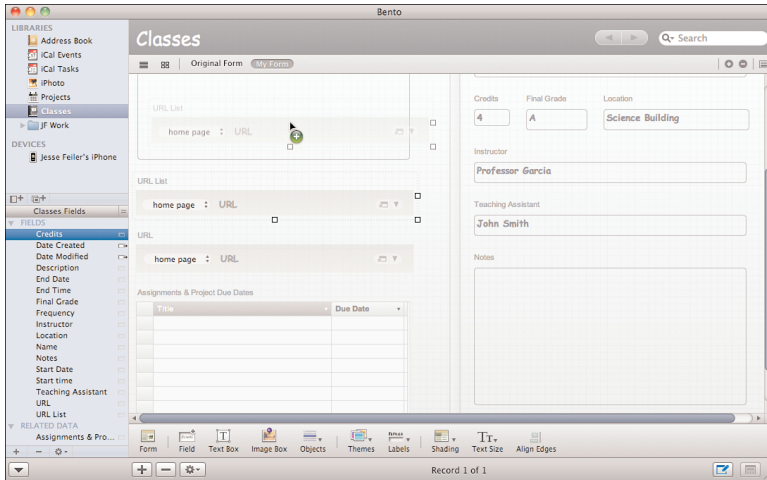 Bento
LIBRARIES
Address Book
iCal Events
iCal Tasks
iPhoto
Projects
Classes
JF Work
DEVICES
Jesse Feiler's iPhone
Classes Fields
FIELDS
Credits
Date Created
Date Modified
Description
End Date
End Time
Final Grade
Frequency
Instructor
Location
Name
Notes
Start Date
Start time
Teaching Assistant
URL
URL List
RELATED DATA
Assignments & Pro...
Classes
Search
Original Form My Form
URL List
home page URL
URL List
home page URL
URL
home page URL
Assignments & Project Due Dates
Title Due Date
Credits Final Grade Location
4 A Science Building
Instructor
Professor Garcia
Teaching Assistant
John Smith
Notes
Form Field Text Box Image Box Objects Themes Labels Shading Text Size Align Edges
Record 1 of 1